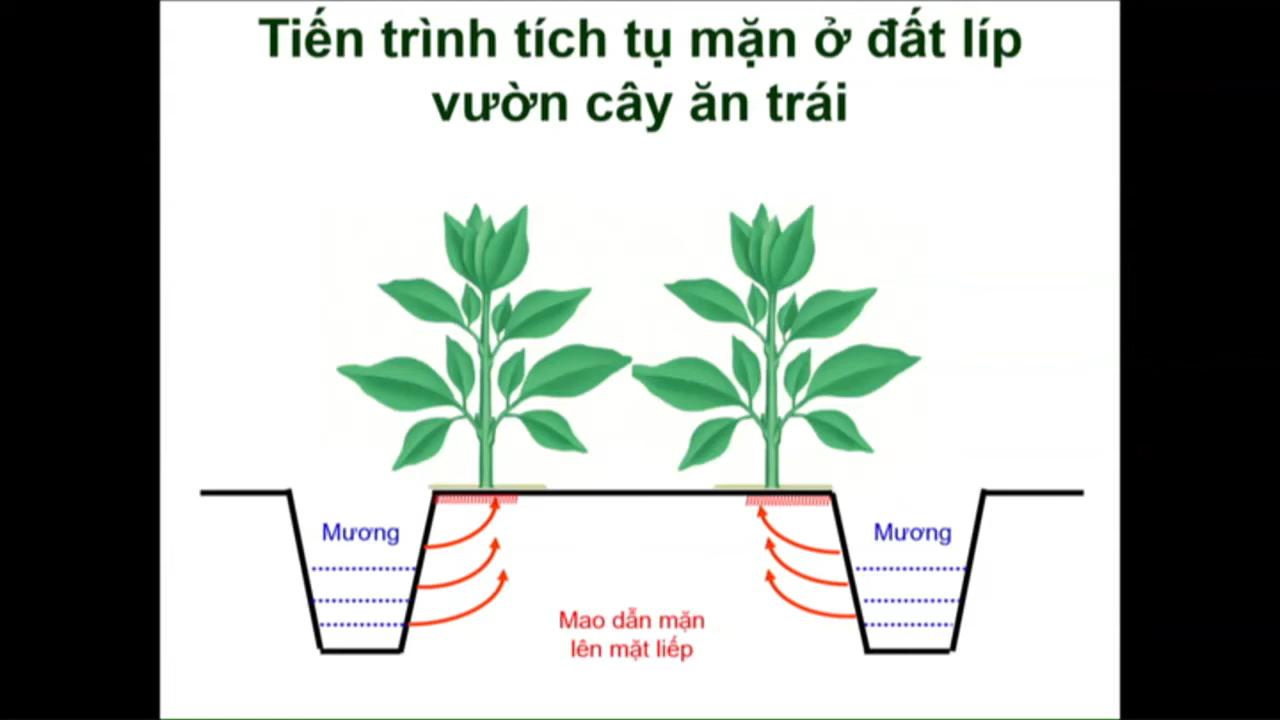 Tiến trình tích tụ mặn ở đất líp
vườn cây ăn trái
Mương
Mương
Mao dẫn mặn
lên mặt liếp